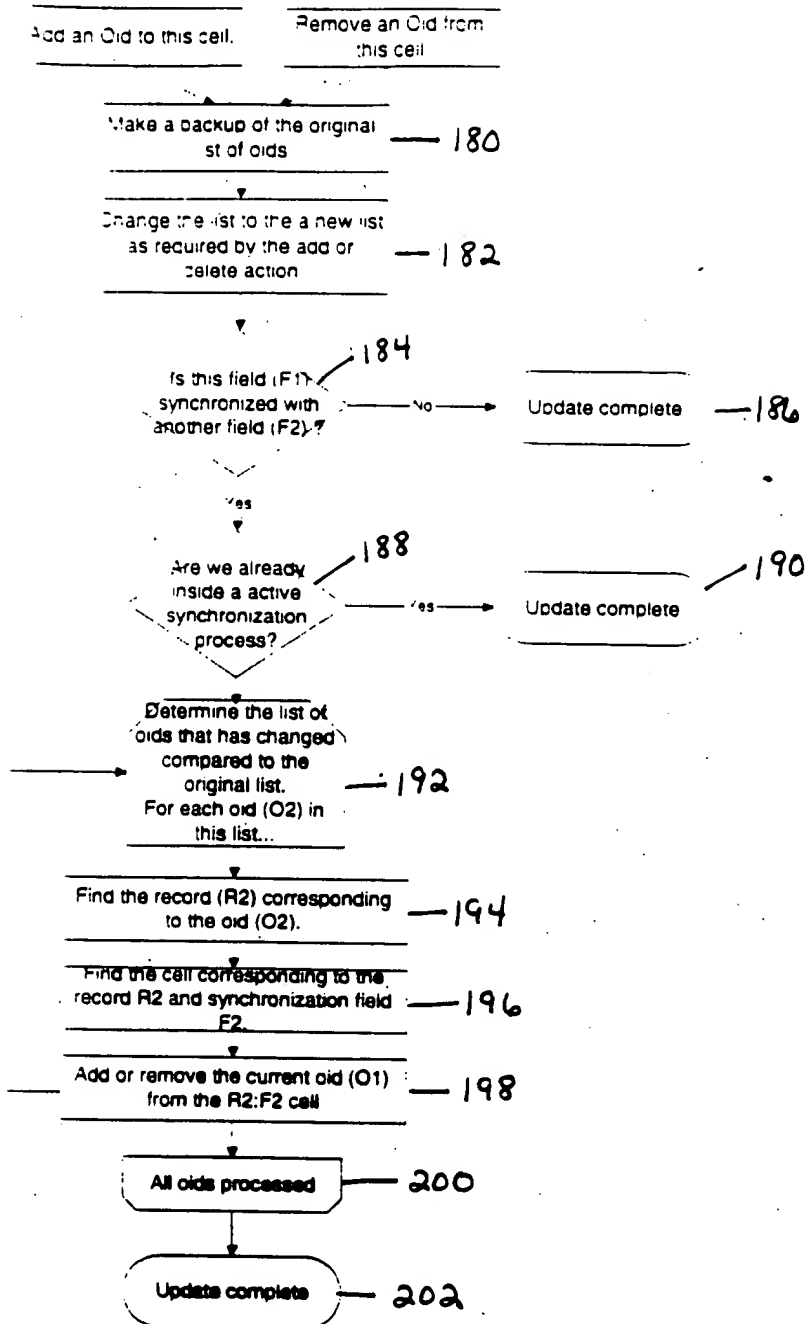 Add an Oid to this cell.
Remove an Oid from
this cell
Make a backup of the original
st of oids
180
Change the list to the a new list
as required by the add or
delete action
182
184
Is this field (F1)
synchronized with
another field (F2)?
No
Update complete
186
Yes
188
Are we already
inside a active
synchronization
process?
Yes
Update complete
190
Determine the list of
oids that has changed
compared to the
original list.
For each oid (O2) in
this list...
192
Find the record (R2) corresponding
to the oid (O2).
194
Find the cell corresponding to the
record R2 and synchronization field
F2.
196
Add or remove the current oid (O1)
from the R2:F2 cell
198
All oids processed
200
Update complete
202